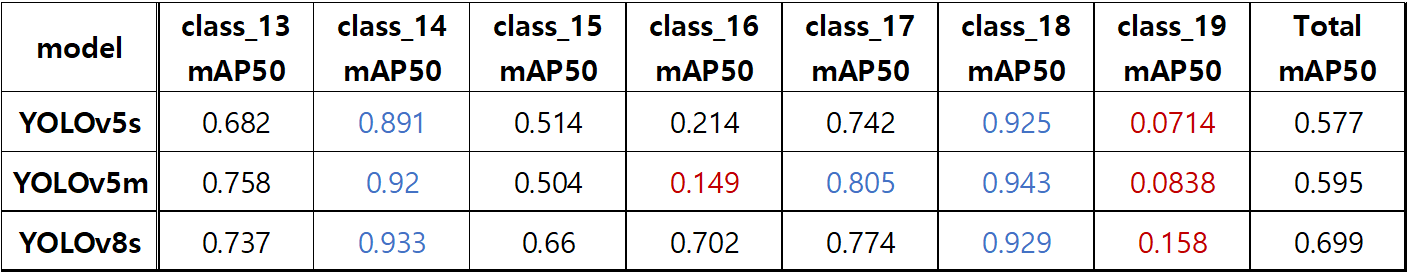 model class_13 mAP50 class_14 mAP50 class_15 mAP50 class_16 mAP50 class_17 mAP50 class_18 mAP50 class_19 mAP50 Total mAP50
YOLOv5s 0.682 0.891 0.514 0.214 0.742 0.925 0.0714 0.577
YOLOv5m 0.758 0.92 0.504 0.149 0.805 0.943 0.0838 0.595
YOLOv8s 0.737 0.933 0.66 0.702 0.774 0.929 0.158 0.699